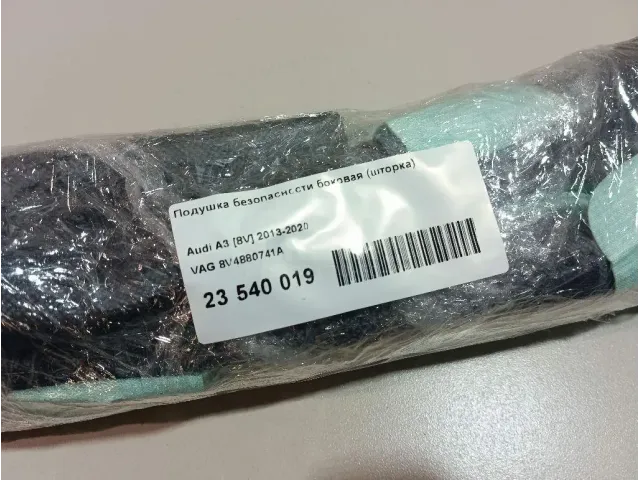 Подушка безопасности боковая (шторка)
Audi A3 [8V] 2013-2020
VAG 8V4880741A
23 540 019